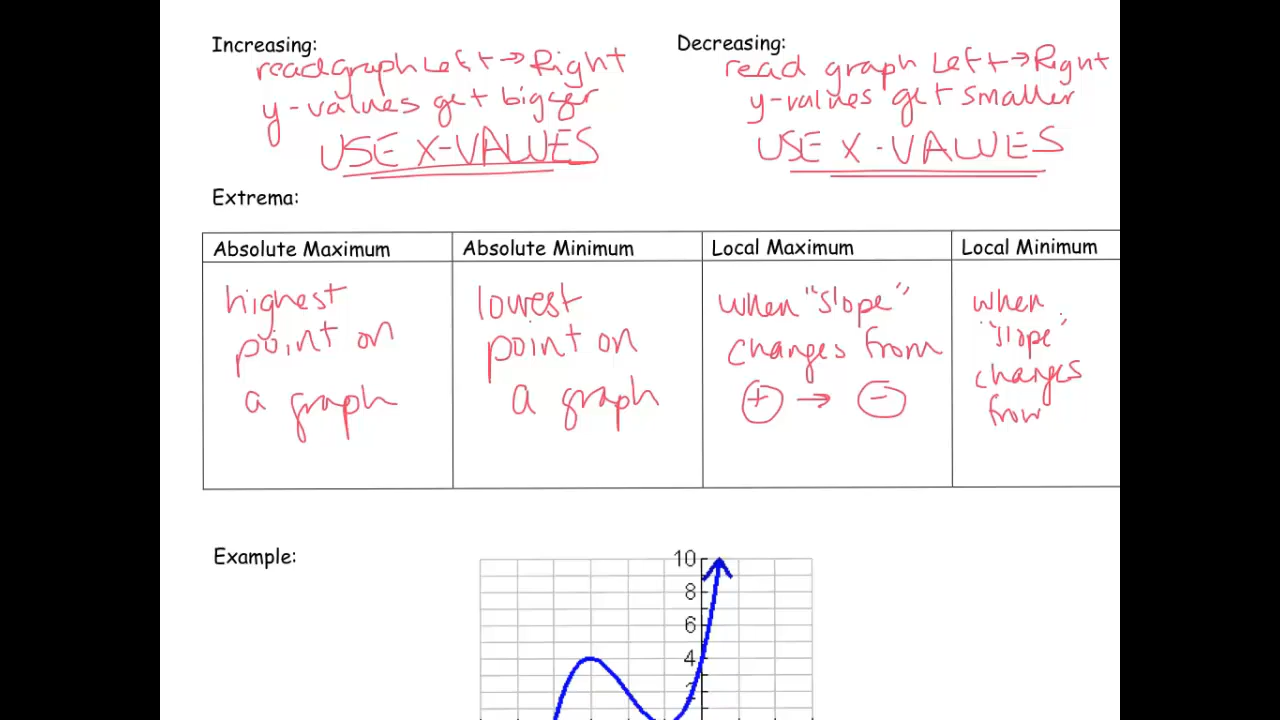 Increasing:
read graph Left → Right
y-values get bigger
USE X-VALUES
Decreasing:
read graph Left → Right
y-values get smaller
USE X-VALUES
Extrema:
Absolute Maximum
highest
point on
a graph
Absolute Minimum
lowest
point on
a graph
Local Maximum
when "slope"
changes from
+ → -
Local Minimum
when
"slope"
changes
from
Example:
10
8
6
4
2